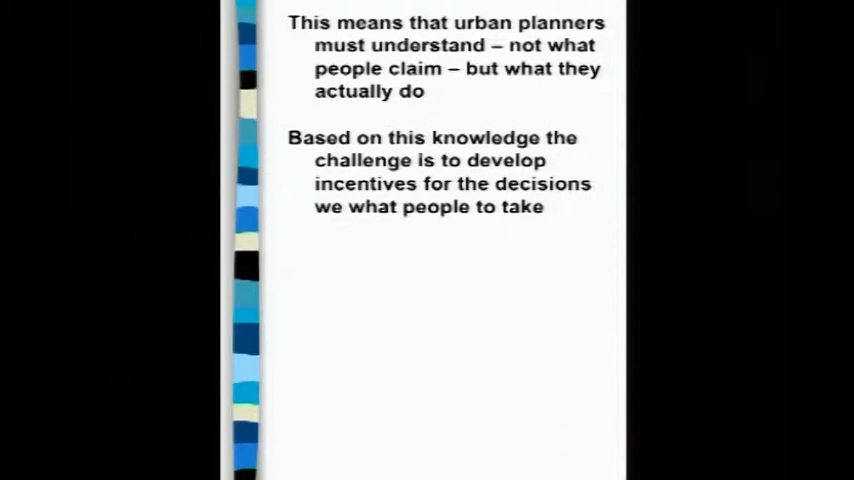 This means that urban planners
must understand – not what
people claim – but what they
actually do
Based on this knowledge the
challenge is to develop
incentives for the decisions
we what people to take